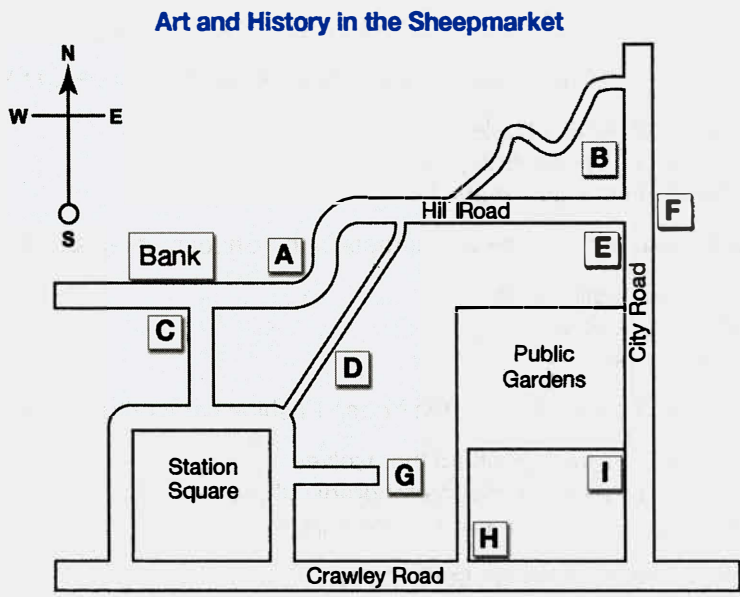 Art and History in the Sheepmarket
N
W E
S
B
F
Hil lRoad
Bank
A
E
C
City Road
D
Public
Gardens
Station
Square
G
I
H
Crawley Road